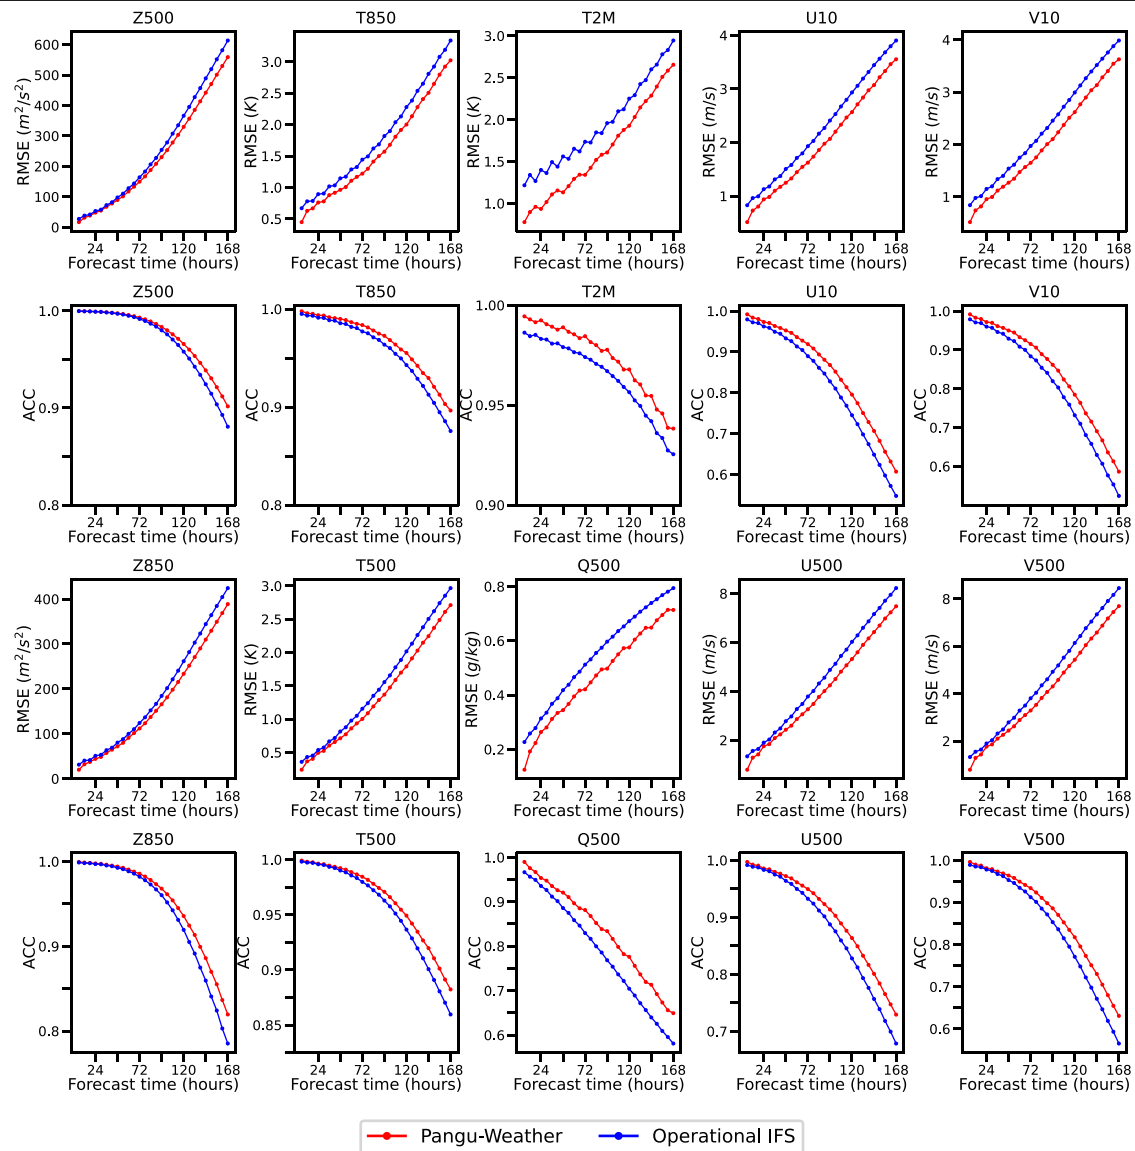 Z500 T850 T2M U10 V10
RMSE (m²/s²) RMSE (K) RMSE (K) RMSE (m/s) RMSE (m/s)
600 500 400 300 200 100 0
3.0 2.5 2.0 1.5 1.0 0.5
3.0 2.5 2.0 1.5 1.0
4 3 2 1
4 3 2 1
24 72 120 168 24 72 120 168 24 72 120 168 24 72 120 168 24 72 120 168
Forecast time (hours) Forecast time (hours) Forecast time (hours) Forecast time (hours) Forecast time (hours)
Z500 T850 T2M U10 V10
ACC ACC ACC ACC ACC
1.0 0.9 0.8
1.0 0.9 0.8
1.00 0.95 0.90
1.0 0.9 0.8 0.7 0.6
1.0 0.9 0.8 0.7 0.6
24 72 120 168 24 72 120 168 24 72 120 168 24 72 120 168 24 72 120 168
Forecast time (hours) Forecast time (hours) Forecast time (hours) Forecast time (hours) Forecast time (hours)
Z850 T500 Q500 U500 V500
RMSE (m²/s²) RMSE (K) RMSE (g/kg) RMSE (m/s) RMSE (m/s)
400 300 200 100 0
3.0 2.5 2.0 1.5 1.0 0.5
0.8 0.6 0.4 0.2
8 6 4 2
8 6 4 2
24 72 120 168 24 72 120 168 24 72 120 168 24 72 120 168 24 72 120 168
Forecast time (hours) Forecast time (hours) Forecast time (hours) Forecast time (hours) Forecast time (hours)
Z850 T500 Q500 U500 V500
ACC ACC ACC ACC ACC
1.0 0.9 0.8
1.00 0.95 0.90 0.85
1.0 0.9 0.8 0.7 0.6
1.0 0.9 0.8 0.7
1.0 0.9 0.8 0.7 0.6
24 72 120 168 24 72 120 168 24 72 120 168 24 72 120 168 24 72 120 168
Forecast time (hours) Forecast time (hours) Forecast time (hours) Forecast time (hours) Forecast time (hours)
Pangu-Weather Operational IFS